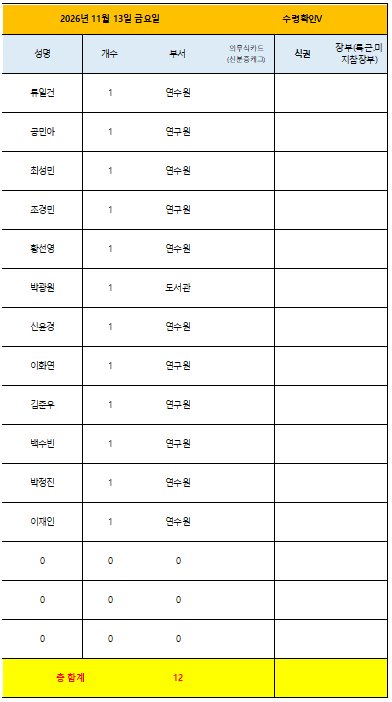 2026년 11월 13일 금요일 수령확인V
성명 개수 부서 의무식카드 (신분증캐그) 식권 장부(특근,미
지참장부)
류일건 1 연수원
공민아 1 연구원
최성민 1 연수원
조경민 1 연구원
황선영 1 연수원
박광원 1 도서관
신윤경 1 연수원
이화연 1 연구원
김준우 1 연구원
백수빈 1 연구원
박정진 1 연수원
이재인 1 연수원
0 0 0
0 0 0
0 0 0
총 합계 12